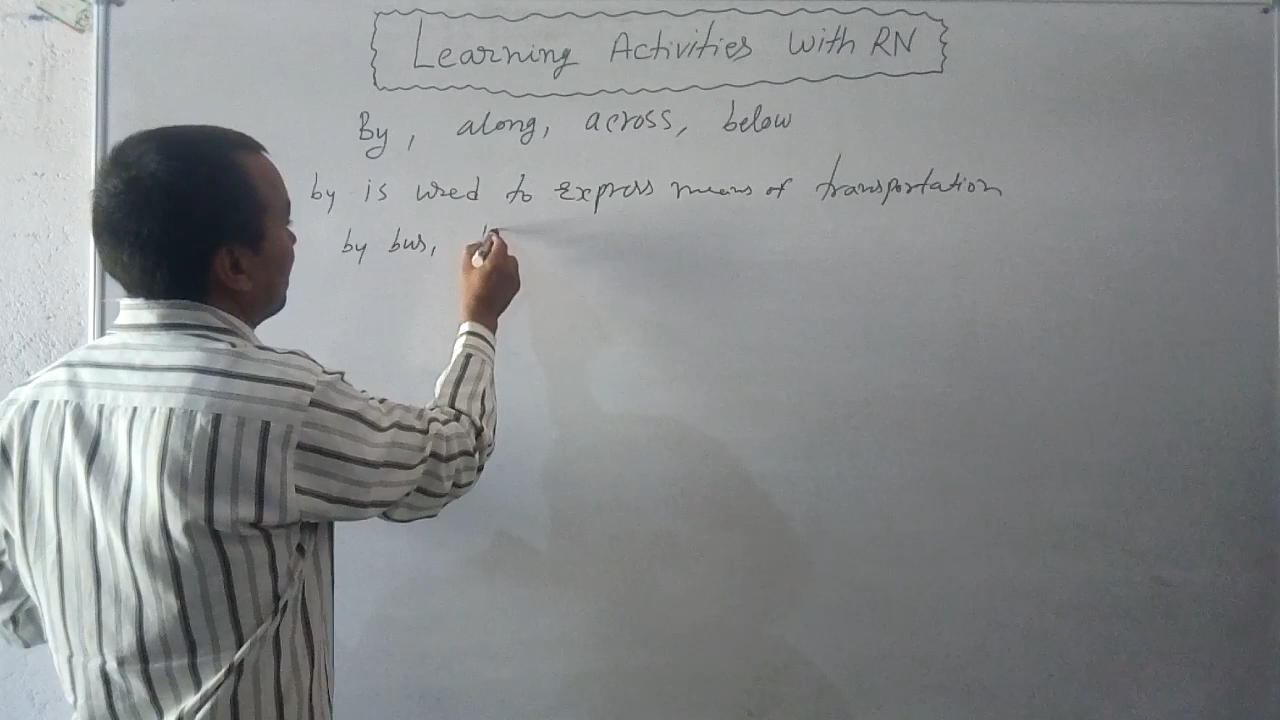 Learning Activities With RN
By, along, across, below
by is used to Express means of transportation
by bus,